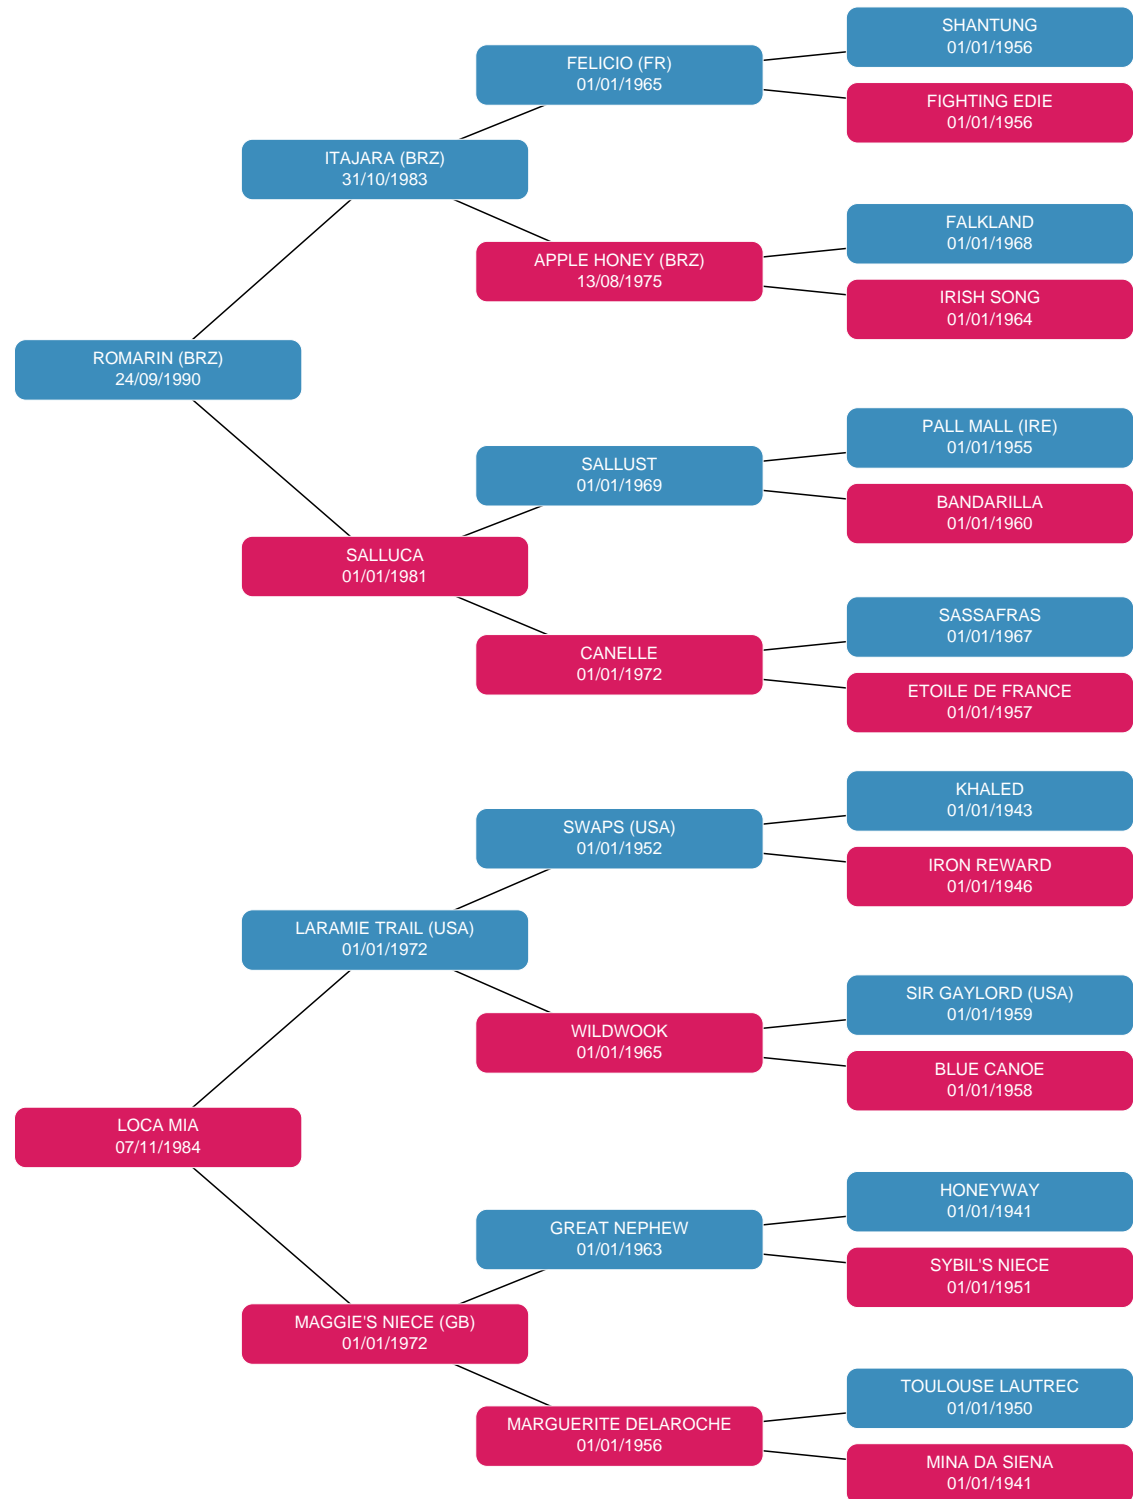 SHANTUNG
01/01/1956
FELICIO (FR)
01/01/1965
FIGHTING EDIE
01/01/1956
ITAJARA (BRZ)
31/10/1983
FALKLAND
01/01/1968
APPLE HONEY (BRZ)
13/08/1975
IRISH SONG
01/01/1964
ROMARIN (BRZ)
24/09/1990
PALL MALL (IRE)
01/01/1955
SALLUST
01/01/1969
BANDARILLA
01/01/1960
SALLUCA
01/01/1981
SASSAFRAS
01/01/1967
CANELLE
01/01/1972
ETOILE DE FRANCE
01/01/1957
KHALED
01/01/1943
SWAPS (USA)
01/01/1952
IRON REWARD
01/01/1946
LARAMIE TRAIL (USA)
01/01/1972
SIR GAYLORD (USA)
01/01/1959
WILDWOOK
01/01/1965
BLUE CANOE
01/01/1958
LOCA MIA
07/11/1984
HONEYWAY
01/01/1941
GREAT NEPHEW
01/01/1963
SYBIL'S NIECE
01/01/1951
MAGGIE'S NIECE (GB)
01/01/1972
TOULOUSE LAUTREC
01/01/1950
MARGUERITE DELAROCHE
01/01/1956
MINA DA SIENA
01/01/1941